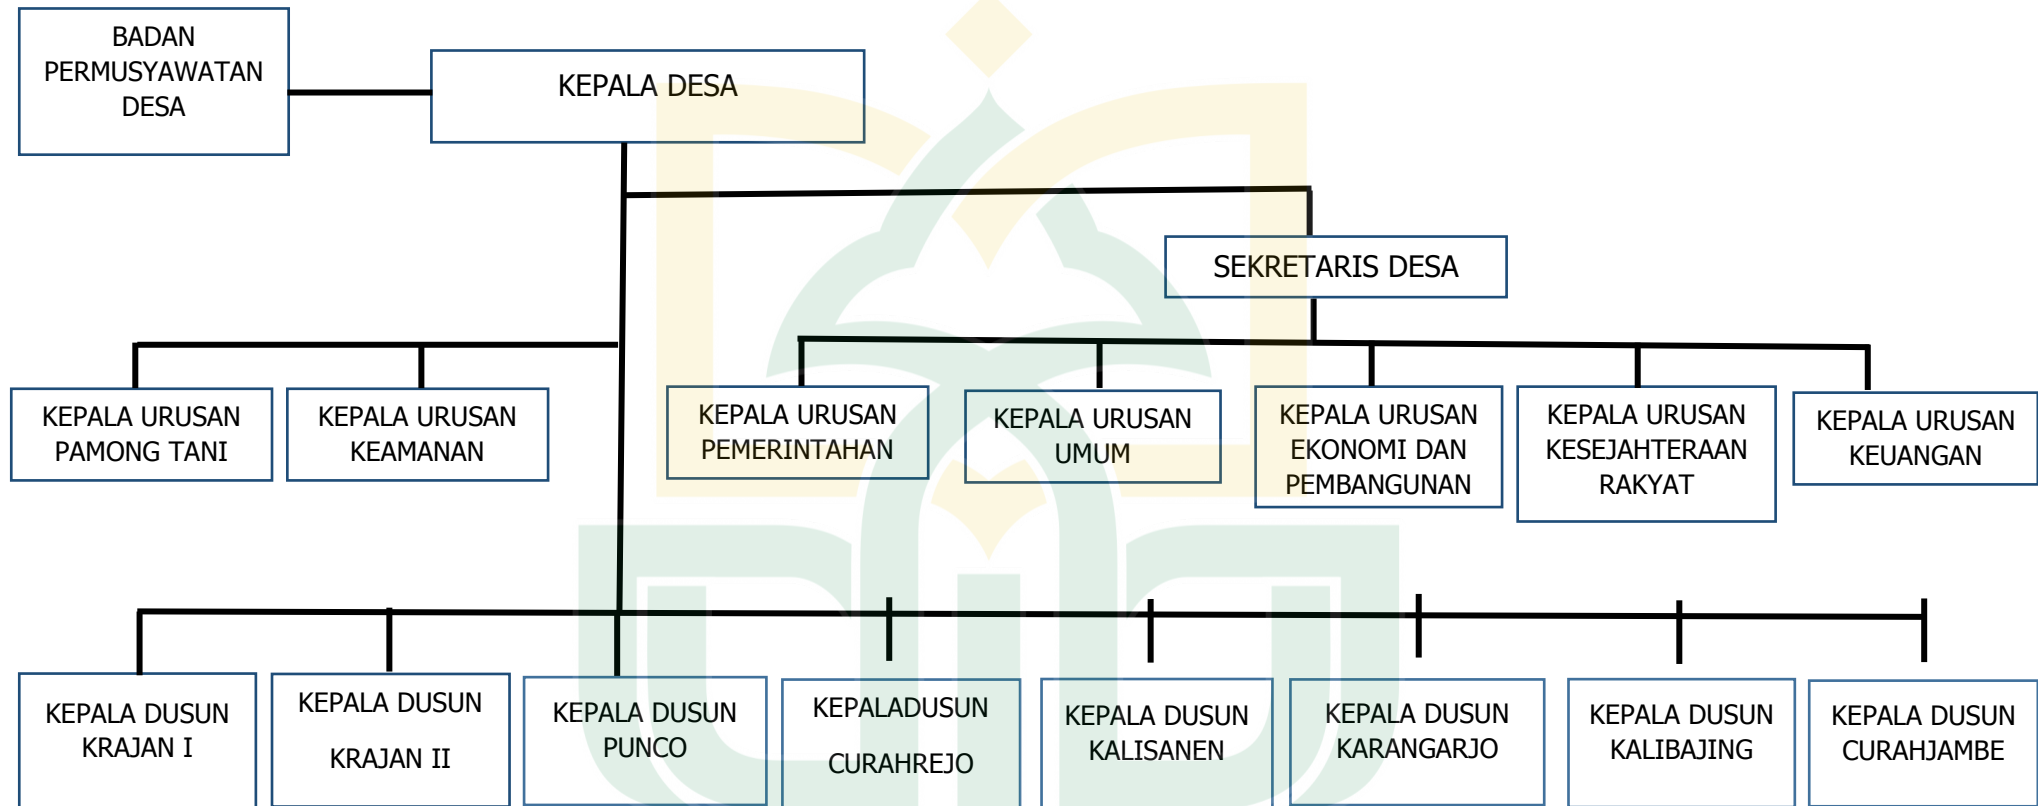 BADAN
PERMUSYAWATAN
DESA
KEPALA DESA
SEKRETARIS DESA
KEPALA URUSAN
PAMONG TANI
KEPALA URUSAN
KEAMANAN
KEPALA URUSAN
PEMERINTAHAN
KEPALA URUSAN
UMUM
KEPALA URUSAN
EKONOMI DAN
PEMBANGUNAN
KEPALA URUSAN
KESEJAHTERAAN
RAKYAT
KEPALA URUSAN
KEUANGAN
KEPALA DUSUN
KRAJAN I
KEPALA DUSUN
KRAJAN II
KEPALA DUSUN
PUNCO
KEPALADUSUN
CURAHREJO
KEPALA DUSUN
KALISANEN
KEPALA DUSUN
KARANGARJO
KEPALA DUSUN
KALIBAJING
KEPALA DUSUN
CURAHJAMBE